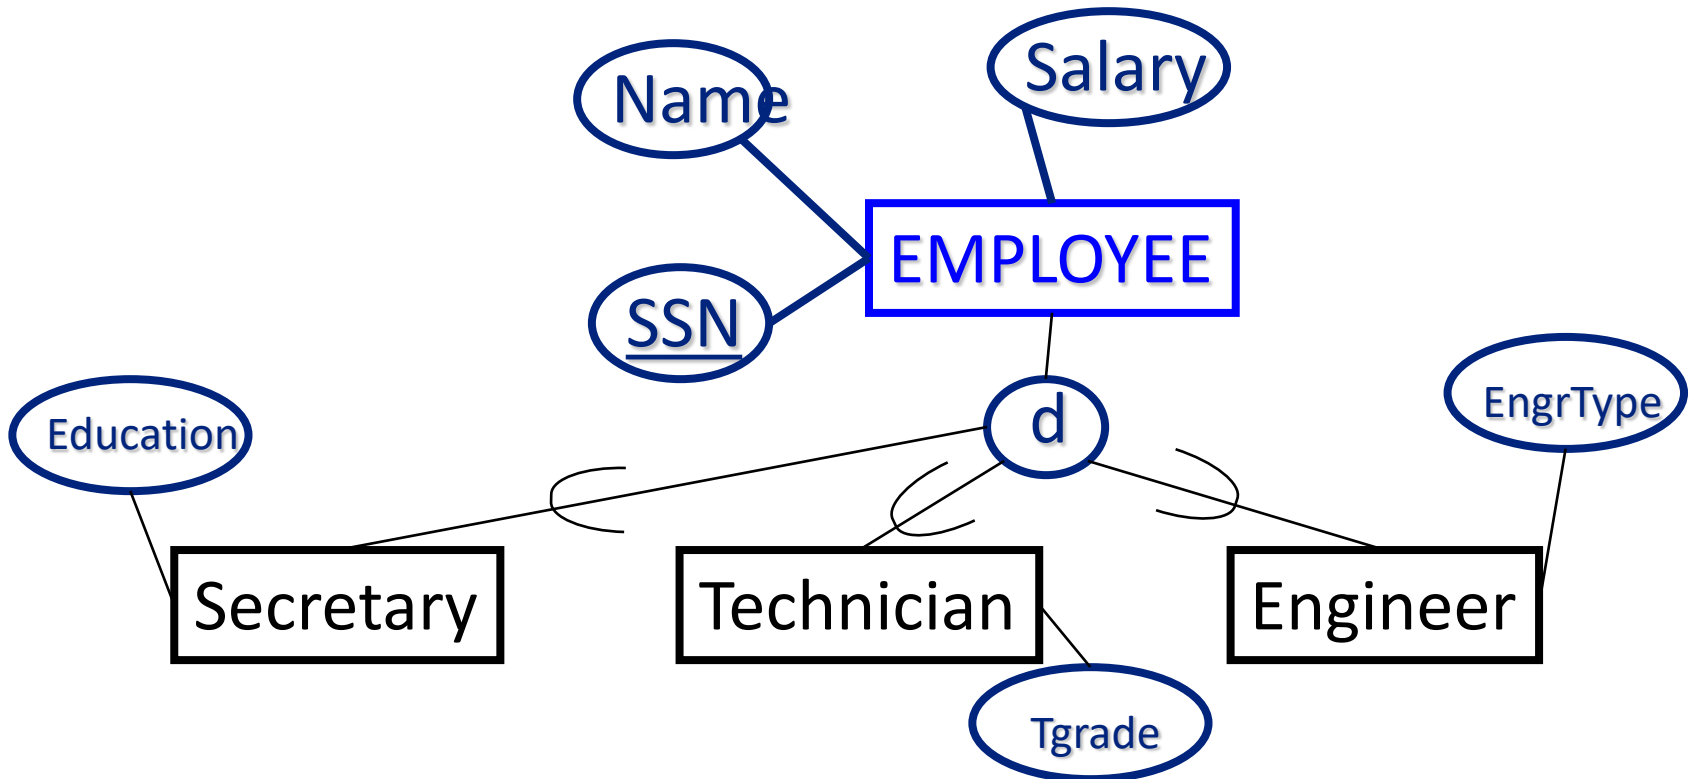 Name
Salary
EMPLOYEE
SSN
d
Education
EngrType
Secretary
Technician
Engineer
Tgrade